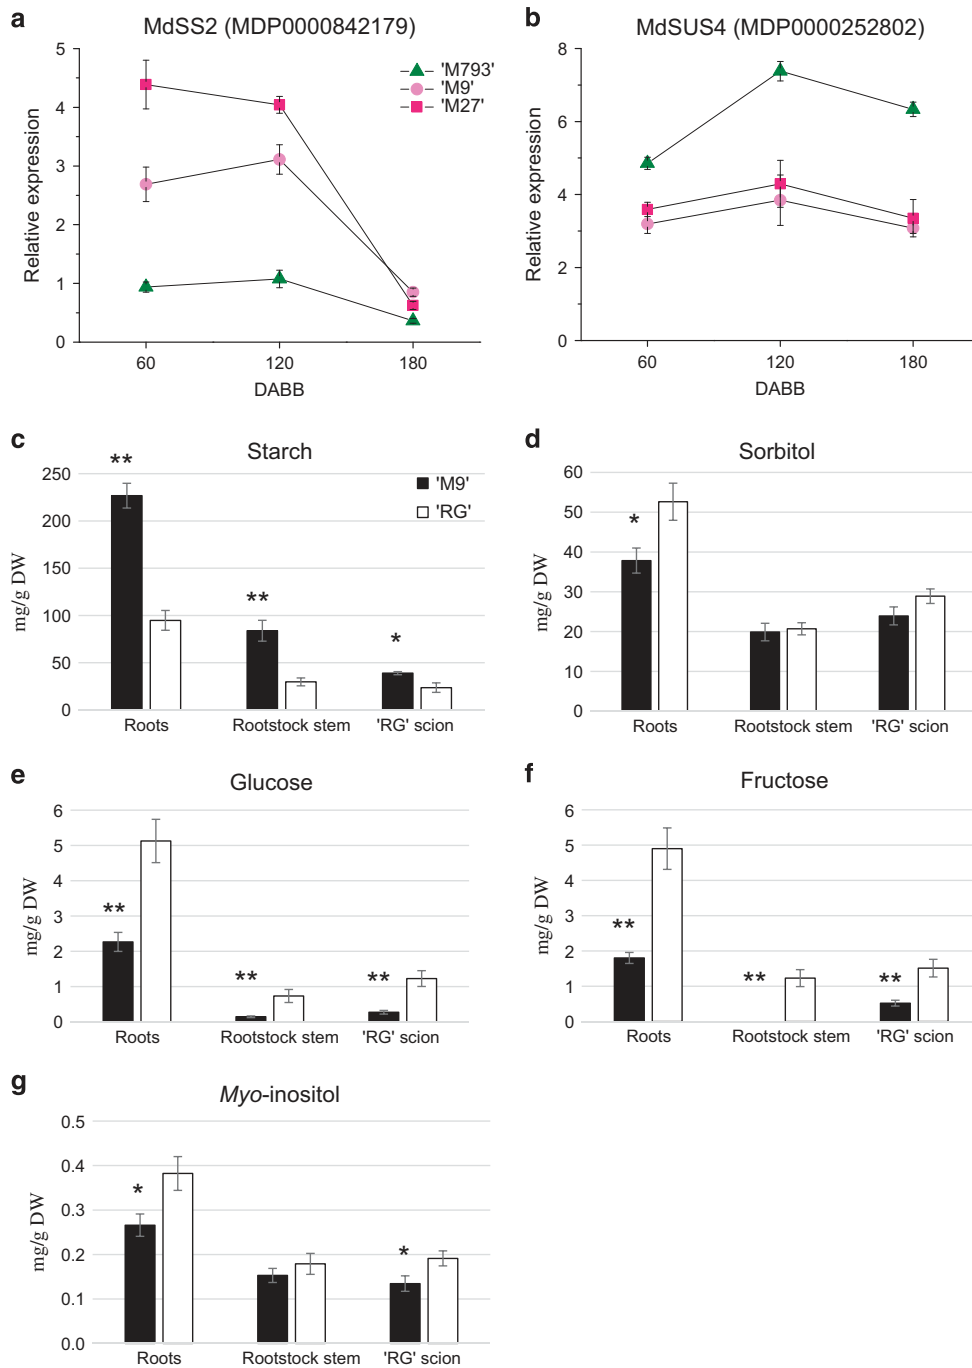 a
MdSS2 (MDP0000842179)
5
4
3
2
1
0
Relative expression
60
120
180
DABB
'M793'
'M9'
'M27'
b
MdSUS4 (MDP0000252802)
8
6
4
2
0
Relative expression
60
120
180
DABB
c
Starch
250
200
150
100
50
0
mg/g DW
**
**
*
'M9'
'RG'
Roots
Rootstock stem
'RG' scion
d
Sorbitol
60
50
40
30
20
10
0
mg/g DW
*
Roots
Rootstock stem
'RG' scion
e
Glucose
6
5
4
3
2
1
0
mg/g DW
**
**
**
Roots
Rootstock stem
'RG' scion
f
Fructose
6
5
4
3
2
1
0
mg/g DW
**
**
**
Roots
Rootstock stem
'RG' scion
g
Myo-inositol
0.5
0.4
0.3
0.2
0.1
0.0
mg/g DW
*
*
Roots
Rootstock stem
'RG' scion